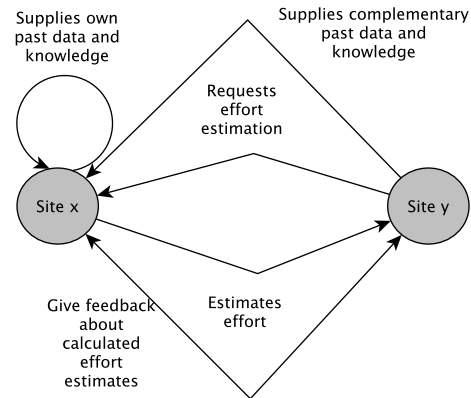 Supplies own
past data and
knowledge
Supplies complementary
past data and
knowledge
Requests
effort
estimation
Site x
Site y
Give feedback
about
calculated
effort
estimates
Estimates
effort